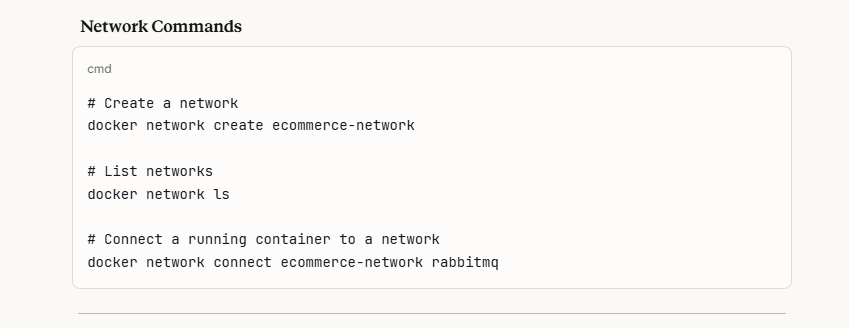 Network Commands
cmd
# Create a network
docker network create ecommerce-network
# List networks
docker network ls
# Connect a running container to a network
docker network connect ecommerce-network rabbitmq